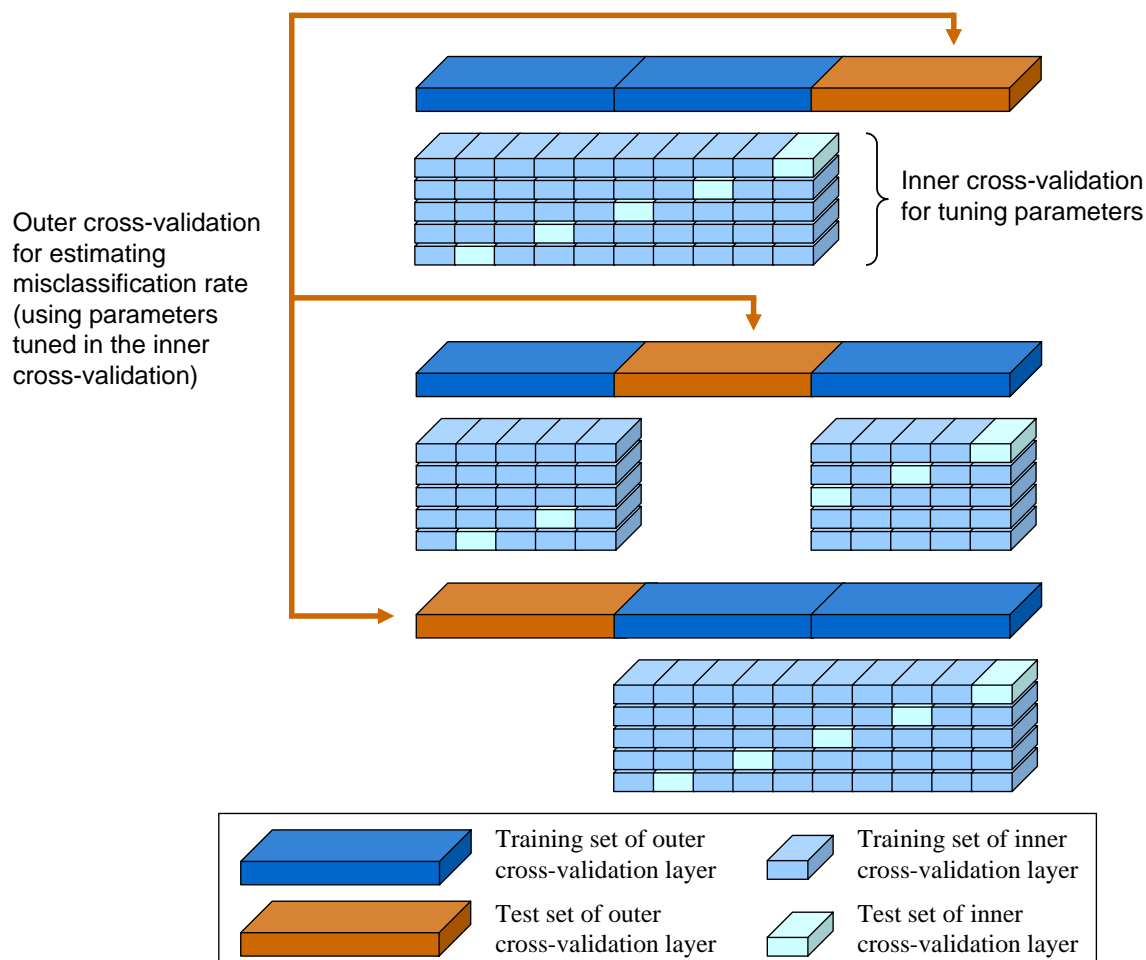 Outer cross-validation
for estimating
misclassification rate
(using parameters
tuned in the inner
cross-validation)
Inner cross-validation
for tuning parameters
Training set of outer
cross-validation layer
Training set of inner
cross-validation layer
Test set of outer
cross-validation layer
Test set of inner
cross-validation layer